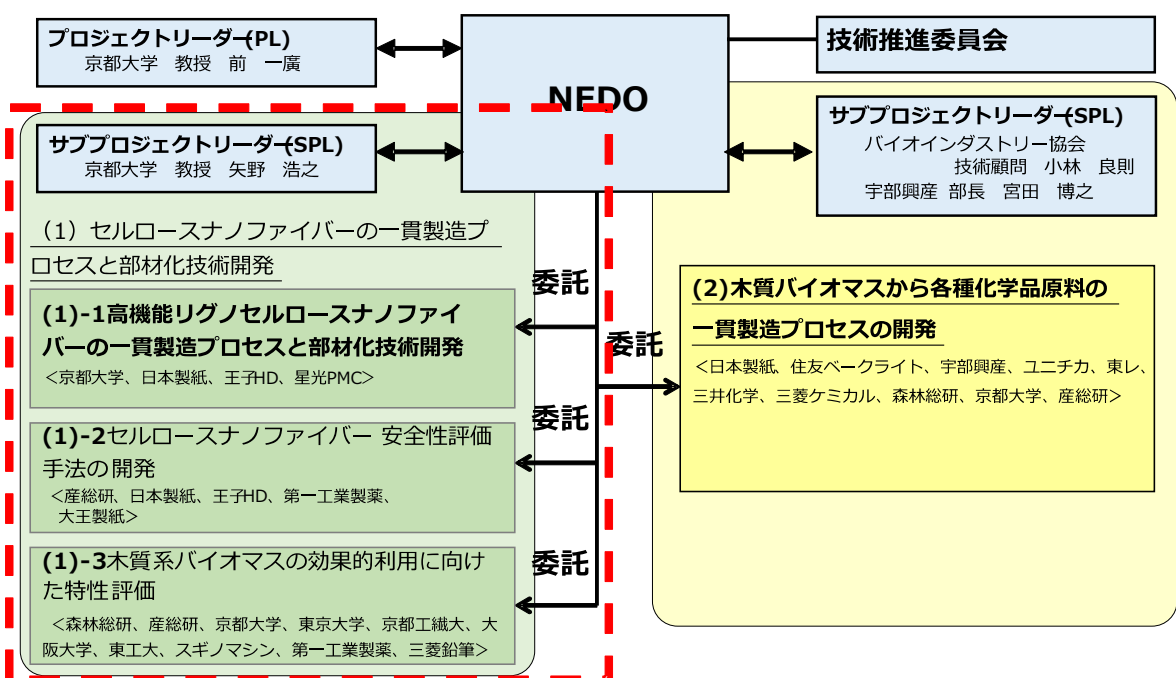 プロジェクトリーダー(PL)
京都大学 教授 前 一廣
NEDO
技術推進委員会
サブプロジェクトリーダー(SPL)
京都大学 教授 矢野 浩之
サブプロジェクトリーダー(SPL)
バイオインダストリー協会
技術顧問 小林 良則
宇部興産 部長 宮田 博之
(1)セルロースナノファイバーの一貫製造プ
ロセスと部材化技術開発
委託
(1)-1高機能リグノセルロースナノファイ
バーの一貫製造プロセスと部材化技術開発
<京都大学、日本製紙、王子HD、星光PMC>
委託
(1)-2セルロースナノファイバー 安全性評価
手法の開発
<産総研、日本製紙、王子HD、第一工業製薬、
大王製紙>
委託
(1)-3木質系バイオマスの効果的利用に向け
た特性評価
<森林総研、産総研、京都大学、東京大学、京都工繊大、大
阪大学、東工大、スギノマシン、第一工業製薬、三菱鉛筆>
委託
(2)木質バイオマスから各種化学品原料の
一貫製造プロセスの開発
<日本製紙、住友ベークライト、宇部興産、ユニチカ、東レ、
三井化学、三菱ケミカル、森林総研、京都大学、産総研>